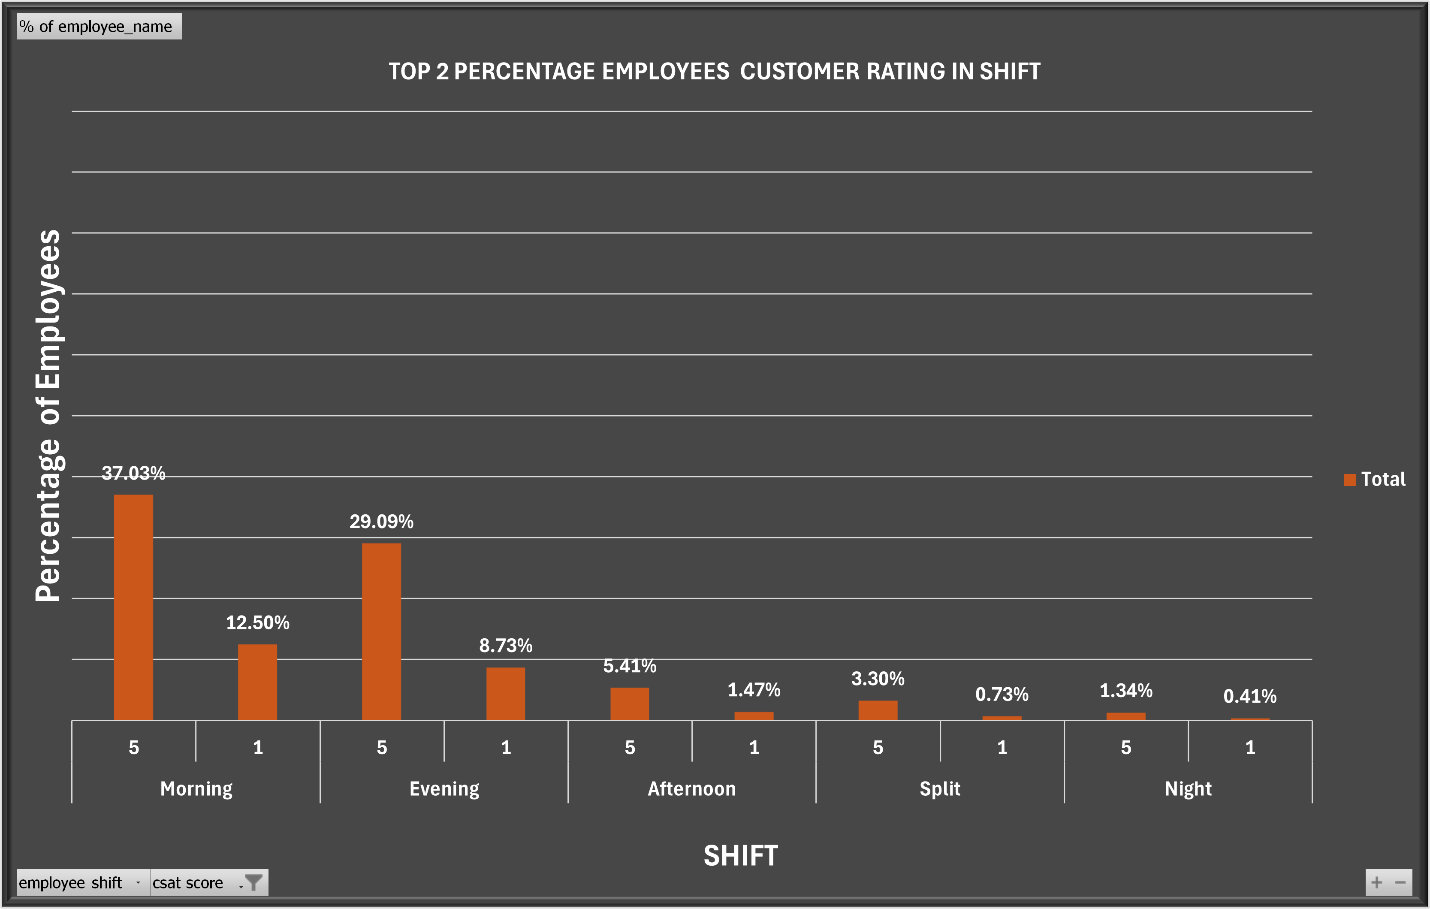 % of employee_name
TOP 2 PERCENTAGE EMPLOYEES  CUSTOMER RATING IN SHIFT
Percentage  of Employees
37.03%
12.50%
29.09%
8.73%
5.41%
1.47%
3.30%
0.73%
1.34%
0.41%
Total
5 1 5 1 5 1 5 1 5 1
Morning Evening Afternoon Split Night
SHIFT
employee shift csat score
+ −